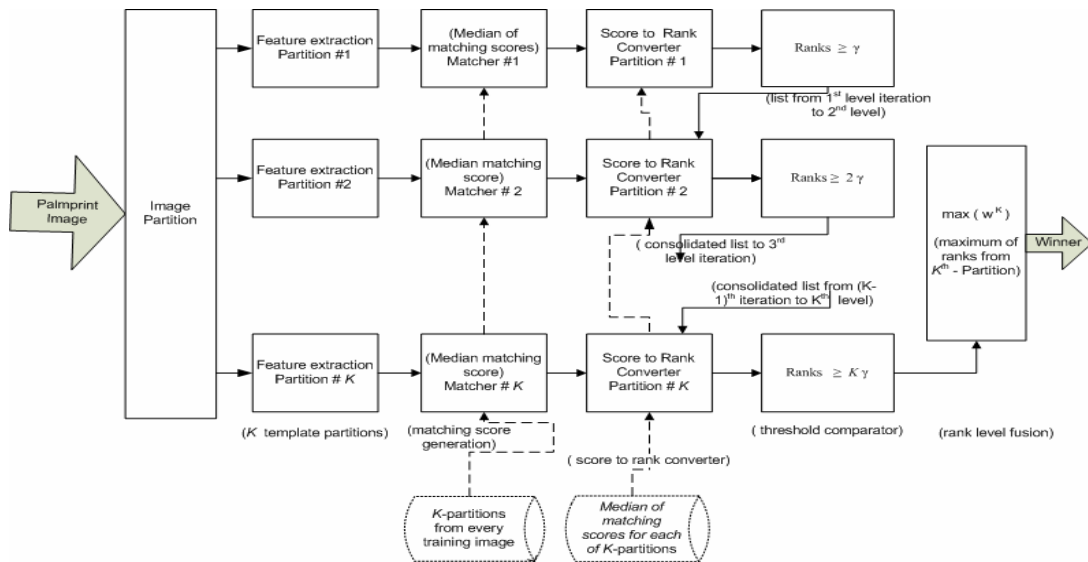 Palmprint
Image
Image
Partition
Feature extraction
Partition #1
(Median of
matching scores)
Matcher #1
Score to Rank
Converter
Partition # 1
Ranks ≥ γ
(list from 1st level iteration
to 2nd level)
Feature extraction
Partition #2
(Median matching
score)
Matcher # 2
Score to Rank
Converter
Partition # 2
Ranks ≥ 2 γ
( consolidated list to 3rd
level iteration)
(consolidated list from (K-
1)th iteration to Kth level)
Feature extraction
Partition # K
(Median matching
score)
Matcher # K
Score to Rank
Converter
Partition # K
Ranks ≥ K γ
max ( wK)
(maximum of
ranks from
Kth - Partition)
Winner
(K template partitions)
(matching score
generation)
( score to rank converter)
( threshold comparator)
(rank level fusion)
K-partitions
from every
training image
Median of
matching
scores for each
of K-partitions